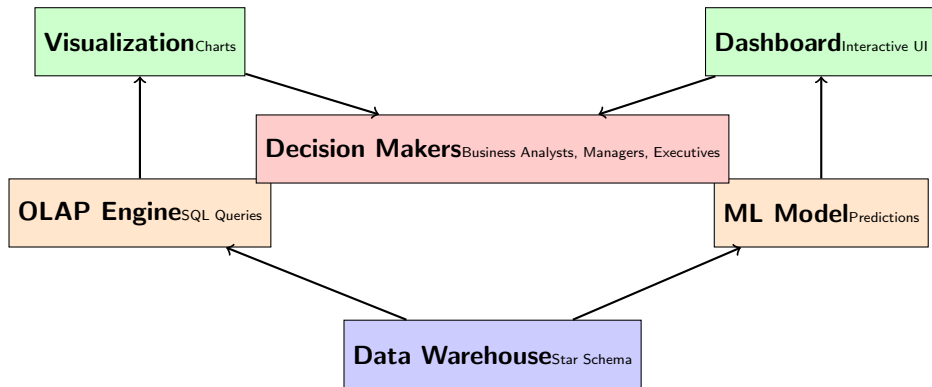 VisualizationCharts
DashboardInteractive UI
Decision MakersBusiness Analysts, Managers, Executives
OLAP EngineSQL Queries
ML ModelPredictions
Data WarehouseStar Schema